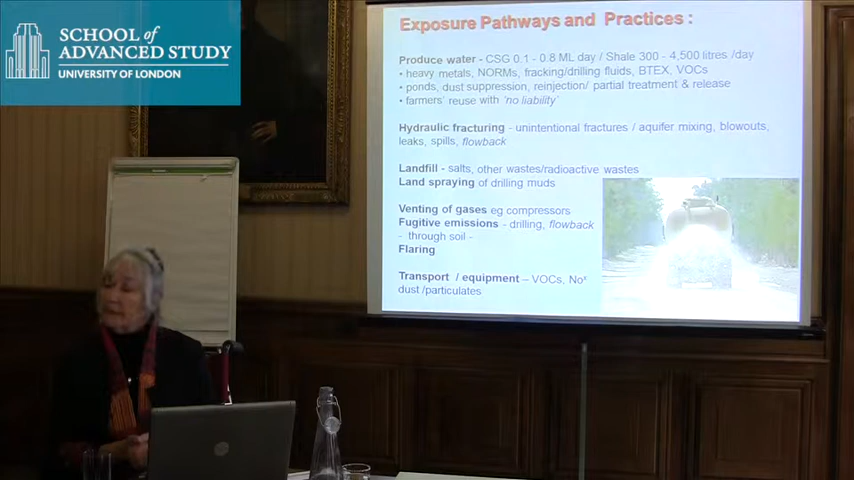 SCHOOL of
ADVANCED STUDY
UNIVERSITY OF LONDON
Exposure Pathways and Practices :
Produce water - CSG 0.1 - 0.8 ML day / Shale 300 - 4,500 litres /day
• heavy metals, NORMs, fracking/drilling fluids, BTEX, VOCs
• ponds, dust suppression, reinjection/ partial treatment & release
• farmers' reuse with 'no liability'
Hydraulic fracturing - unintentional fractures / aquifer mixing, blowouts,
leaks, spills, flowback
Landfill - salts, other wastes/radioactive wastes
Land spraying of drilling muds
Venting of gases eg compressors
Fugitive emissions - drilling, flowback
- through soil -
Flaring
Transport / equipment – VOCs, Noˣ
dust /particulates